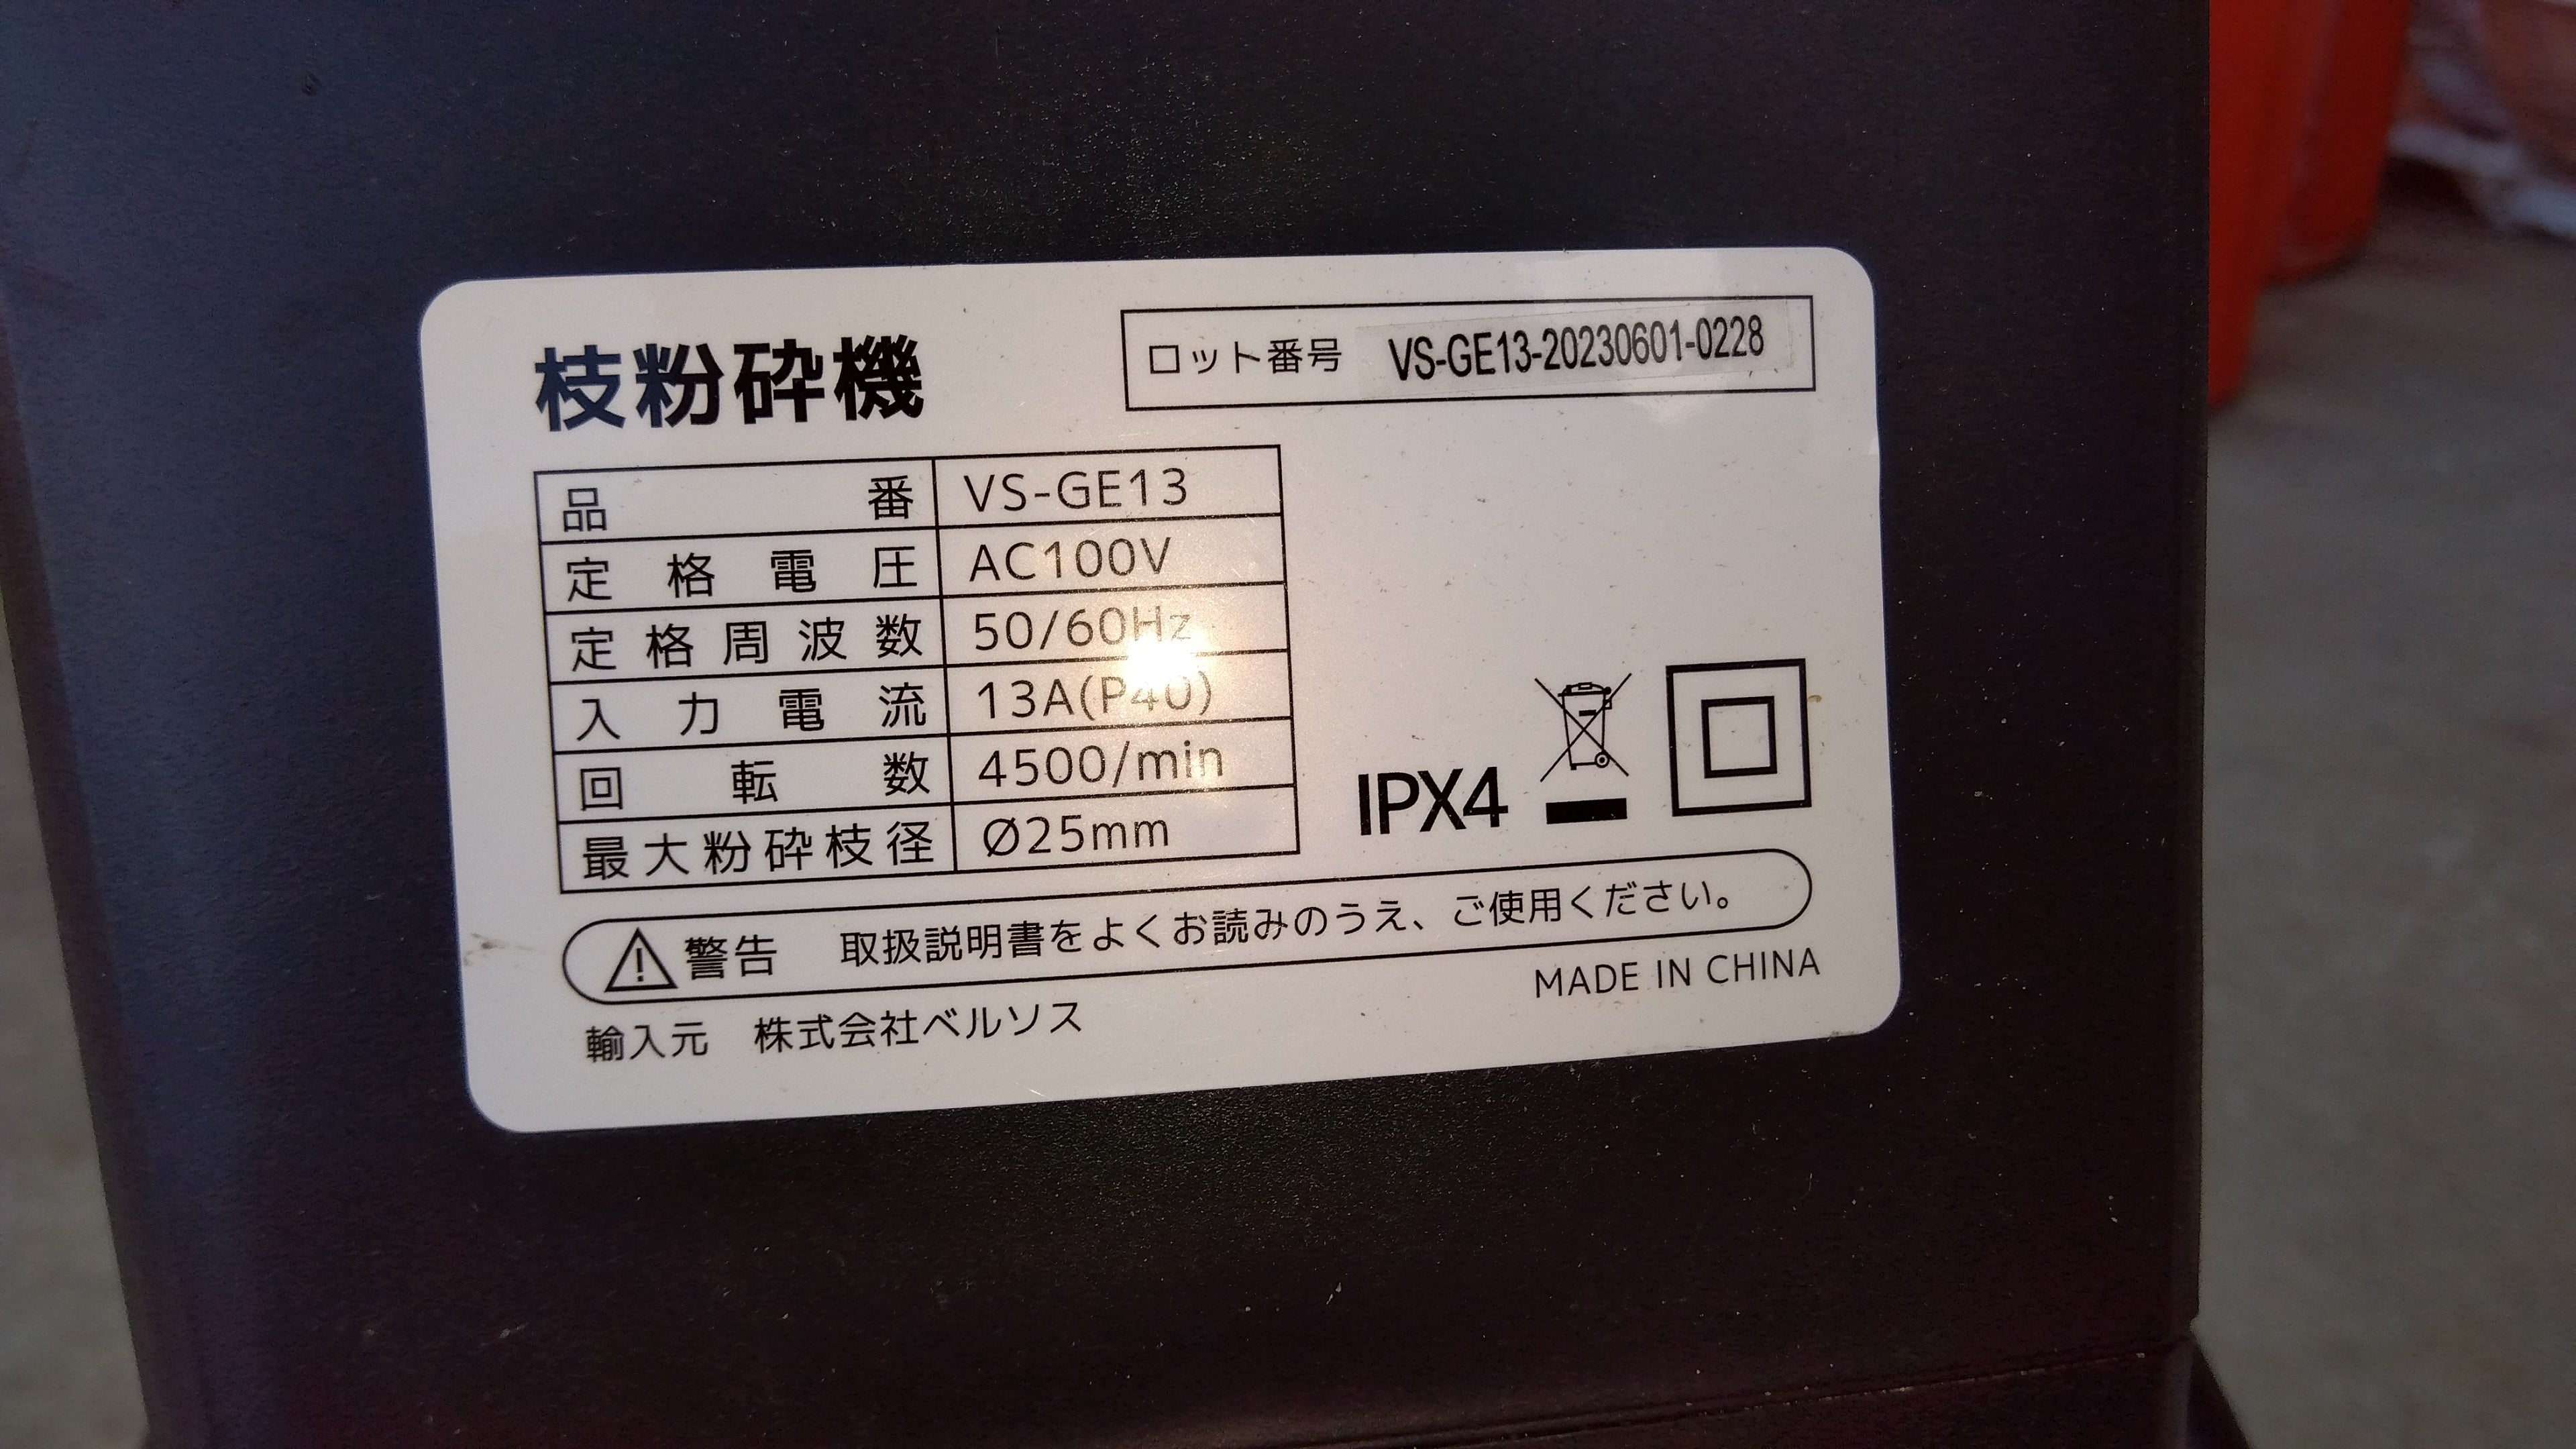 枝粉砕機
ロット番号 VS-GE13-20230601-0228
品番 VS-GE13
定格電圧 AC100V
定格周波数 50/60Hz
入力電流 13A(P40)
回転数 4500/min
最大粉砕枝径 Ø25mm
IPX4
警告 取扱説明書をよくお読みのうえ、ご使用ください。
輸入元 株式会社ベルソス
MADE IN CHINA